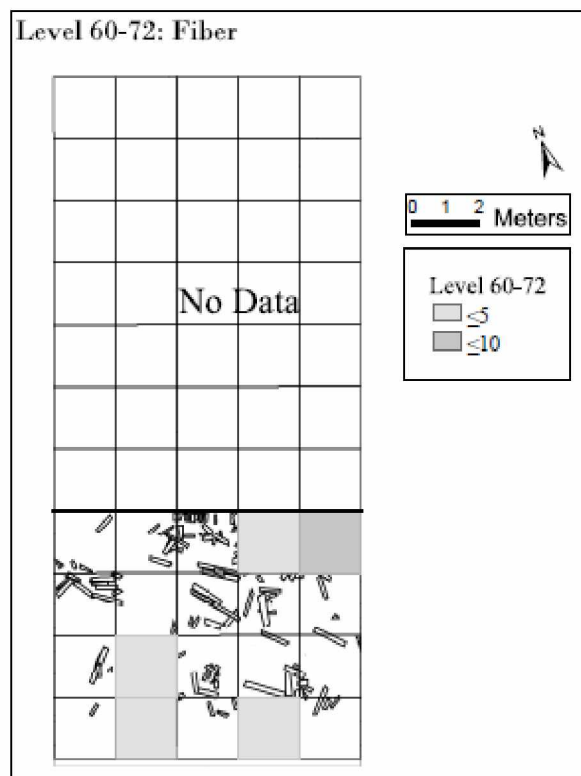 Level 60-72: Fiber
N
0 1 2
Meters
No Data
Level 60-72
≤5
≤10